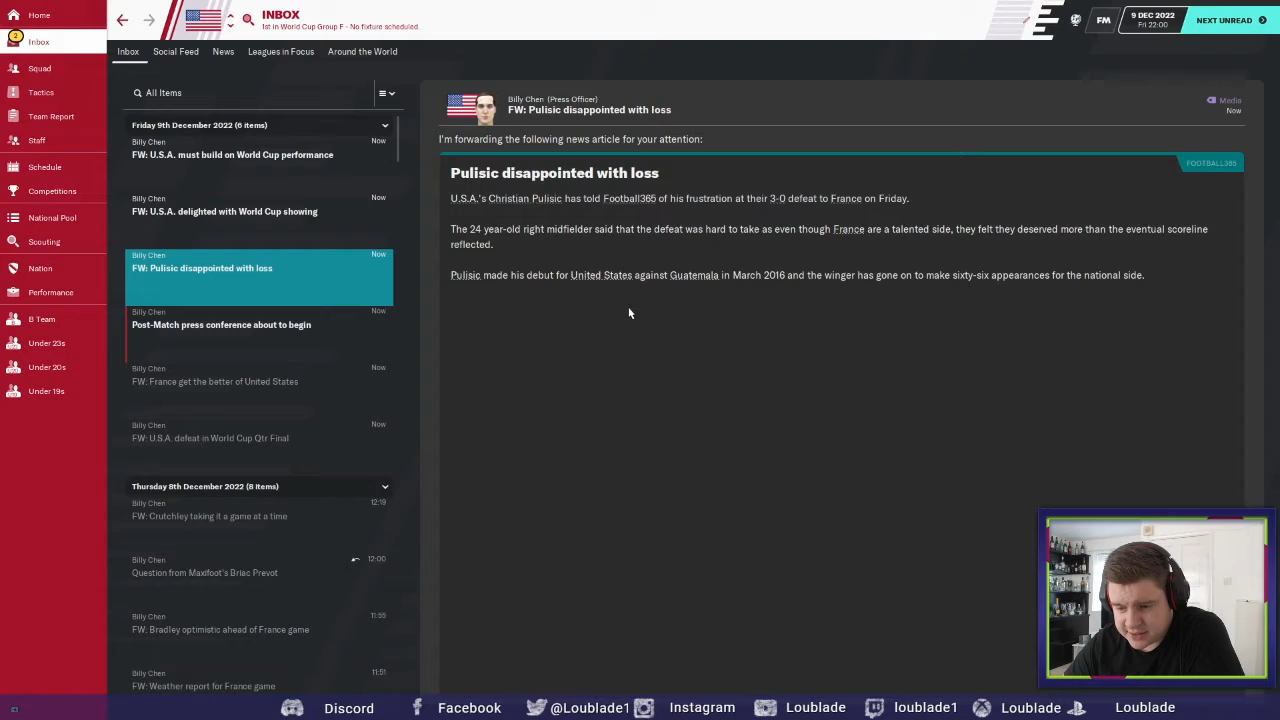 Home
INBOX
1st in World Cup Group F - No fixture scheduled.
FM
9 DEC 2022
Fri 22:00
NEXT UNREAD
2
Inbox
Squad
Tactics
Team Report
Staff
Schedule
Competitions
National Pool
Scouting
Nation
Performance
B Team
Under 23s
Under 20s
Under 19s
Inbox
Social Feed
News
Leagues in Focus
Around the World
All Items
Friday 9th December 2022 (6 items)
Billy Chen
Now
FW: U.S.A. must build on World Cup performance
Billy Chen
Now
FW: U.S.A. delighted with World Cup showing
Billy Chen
Now
FW: Pulisic disappointed with loss
Billy Chen
Now
Post-Match press conference about to begin
Billy Chen
Now
FW: France get the better of United States
Billy Chen
Now
FW: U.S.A. defeat in World Cup Qtr Final
Thursday 8th December 2022 (8 items)
Billy Chen
12:19
FW: Crutchley taking it a game at a time
Billy Chen
12:00
Question from Maxifoot's Briac Prevot
Billy Chen
11:55
FW: Bradley optimistic ahead of France game
Billy Chen
11:51
FW: Weather report for France game
Billy Chen (Press Officer)
FW: Pulisic disappointed with loss
Media
Now
I'm forwarding the following news article for your attention:
FOOTBALL365
Pulisic disappointed with loss
U.S.A.'s Christian Pulisic has told Football365 of his frustration at their 3-0 defeat to France on Friday.
The 24 year-old right midfielder said that the defeat was hard to take as even though France are a talented side, they felt they deserved more than the eventual scoreline
reflected.
Pulisic made his debut for United States against Guatemala in March 2016 and the winger has gone on to make sixty-six appearances for the national side.
Discord
Facebook
@Loublade1
Instagram
Loublade
loublade1
Loublade
Loublade